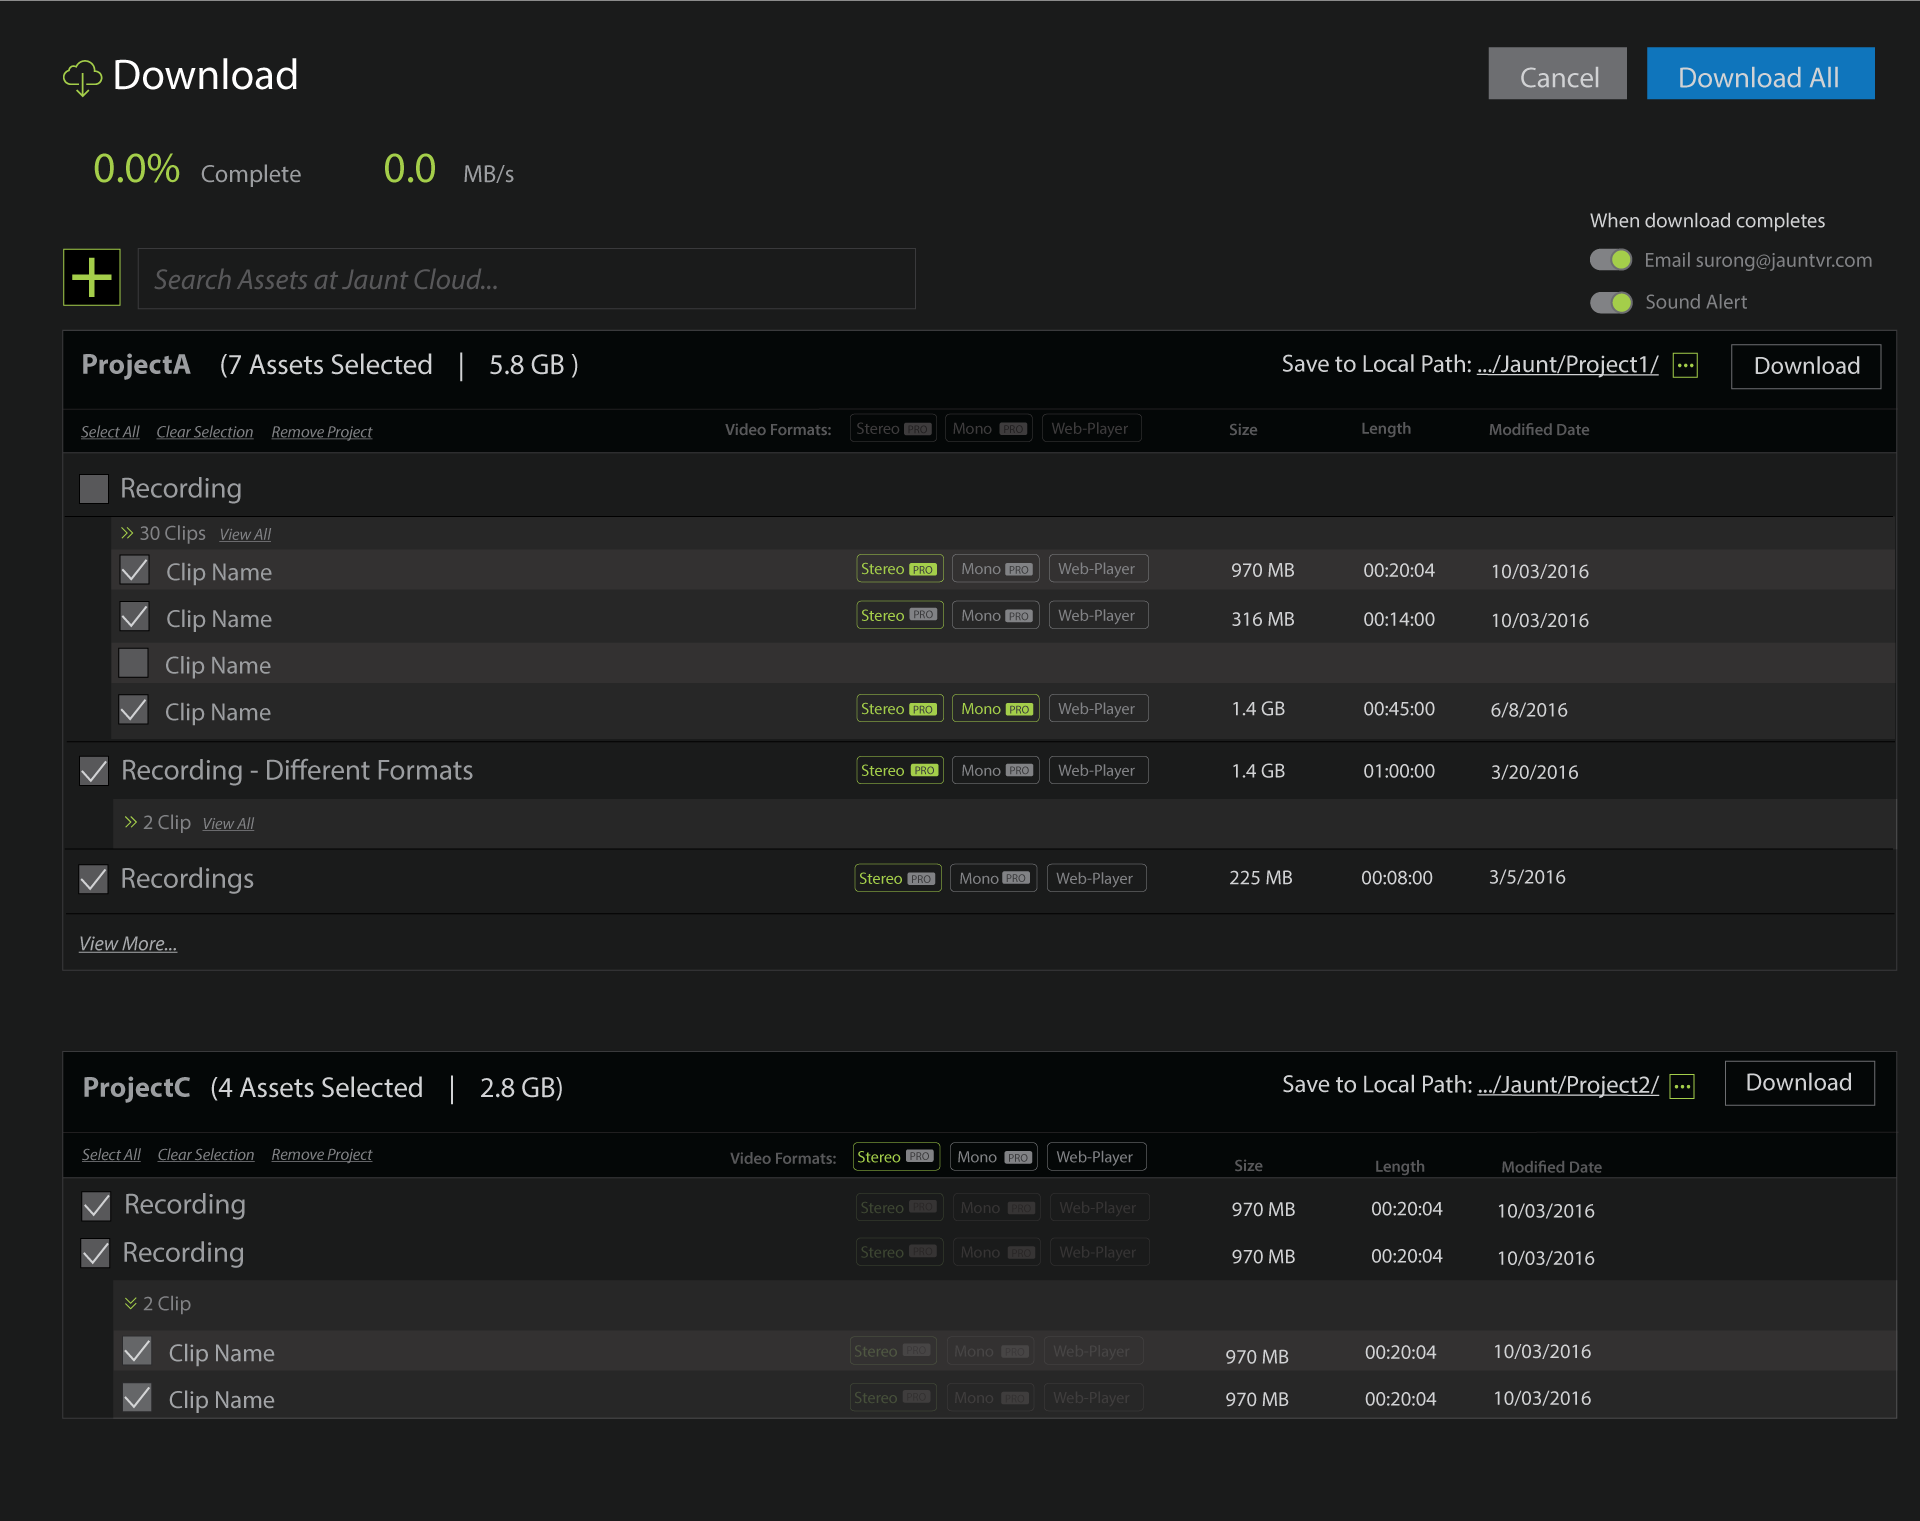 Download
Cancel
Download All
0.0% Complete 0.0 MB/s
When download completes
Email surong@jauntvr.com
Sound Alert
Search Assets at Jaunt Cloud...
ProjectA (7 Assets Selected | 5.8 GB )
Save to Local Path: .../Jaunt/Project1/
Download
Select All Clear Selection Remove Project Video Formats: Stereo PRO Mono PRO Web-Player Size Length Modified Date
Recording
30 Clips View All
Clip Name Stereo PRO Mono PRO Web-Player 970 MB 00:20:04 10/03/2016
Clip Name Stereo PRO Mono PRO Web-Player 316 MB 00:14:00 10/03/2016
Clip Name
Clip Name Stereo PRO Mono PRO Web-Player 1.4 GB 00:45:00 6/8/2016
Recording - Different Formats Stereo PRO Mono PRO Web-Player 1.4 GB 01:00:00 3/20/2016
2 Clip View All
Recordings Stereo PRO Mono PRO Web-Player 225 MB 00:08:00 3/5/2016
View More...
ProjectC (4 Assets Selected | 2.8 GB)
Save to Local Path: .../Jaunt/Project2/
Download
Select All Clear Selection Remove Project Video Formats: Stereo PRO Mono PRO Web-Player Size Length Modified Date
Recording Stereo PRO Mono PRO Web-Player 970 MB 00:20:04 10/03/2016
Recording Stereo PRO Mono PRO Web-Player 970 MB 00:20:04 10/03/2016
2 Clip
Clip Name Stereo PRO Mono PRO Web-Player 970 MB 00:20:04 10/03/2016
Clip Name Stereo PRO Mono PRO Web-Player 970 MB 00:20:04 10/03/2016